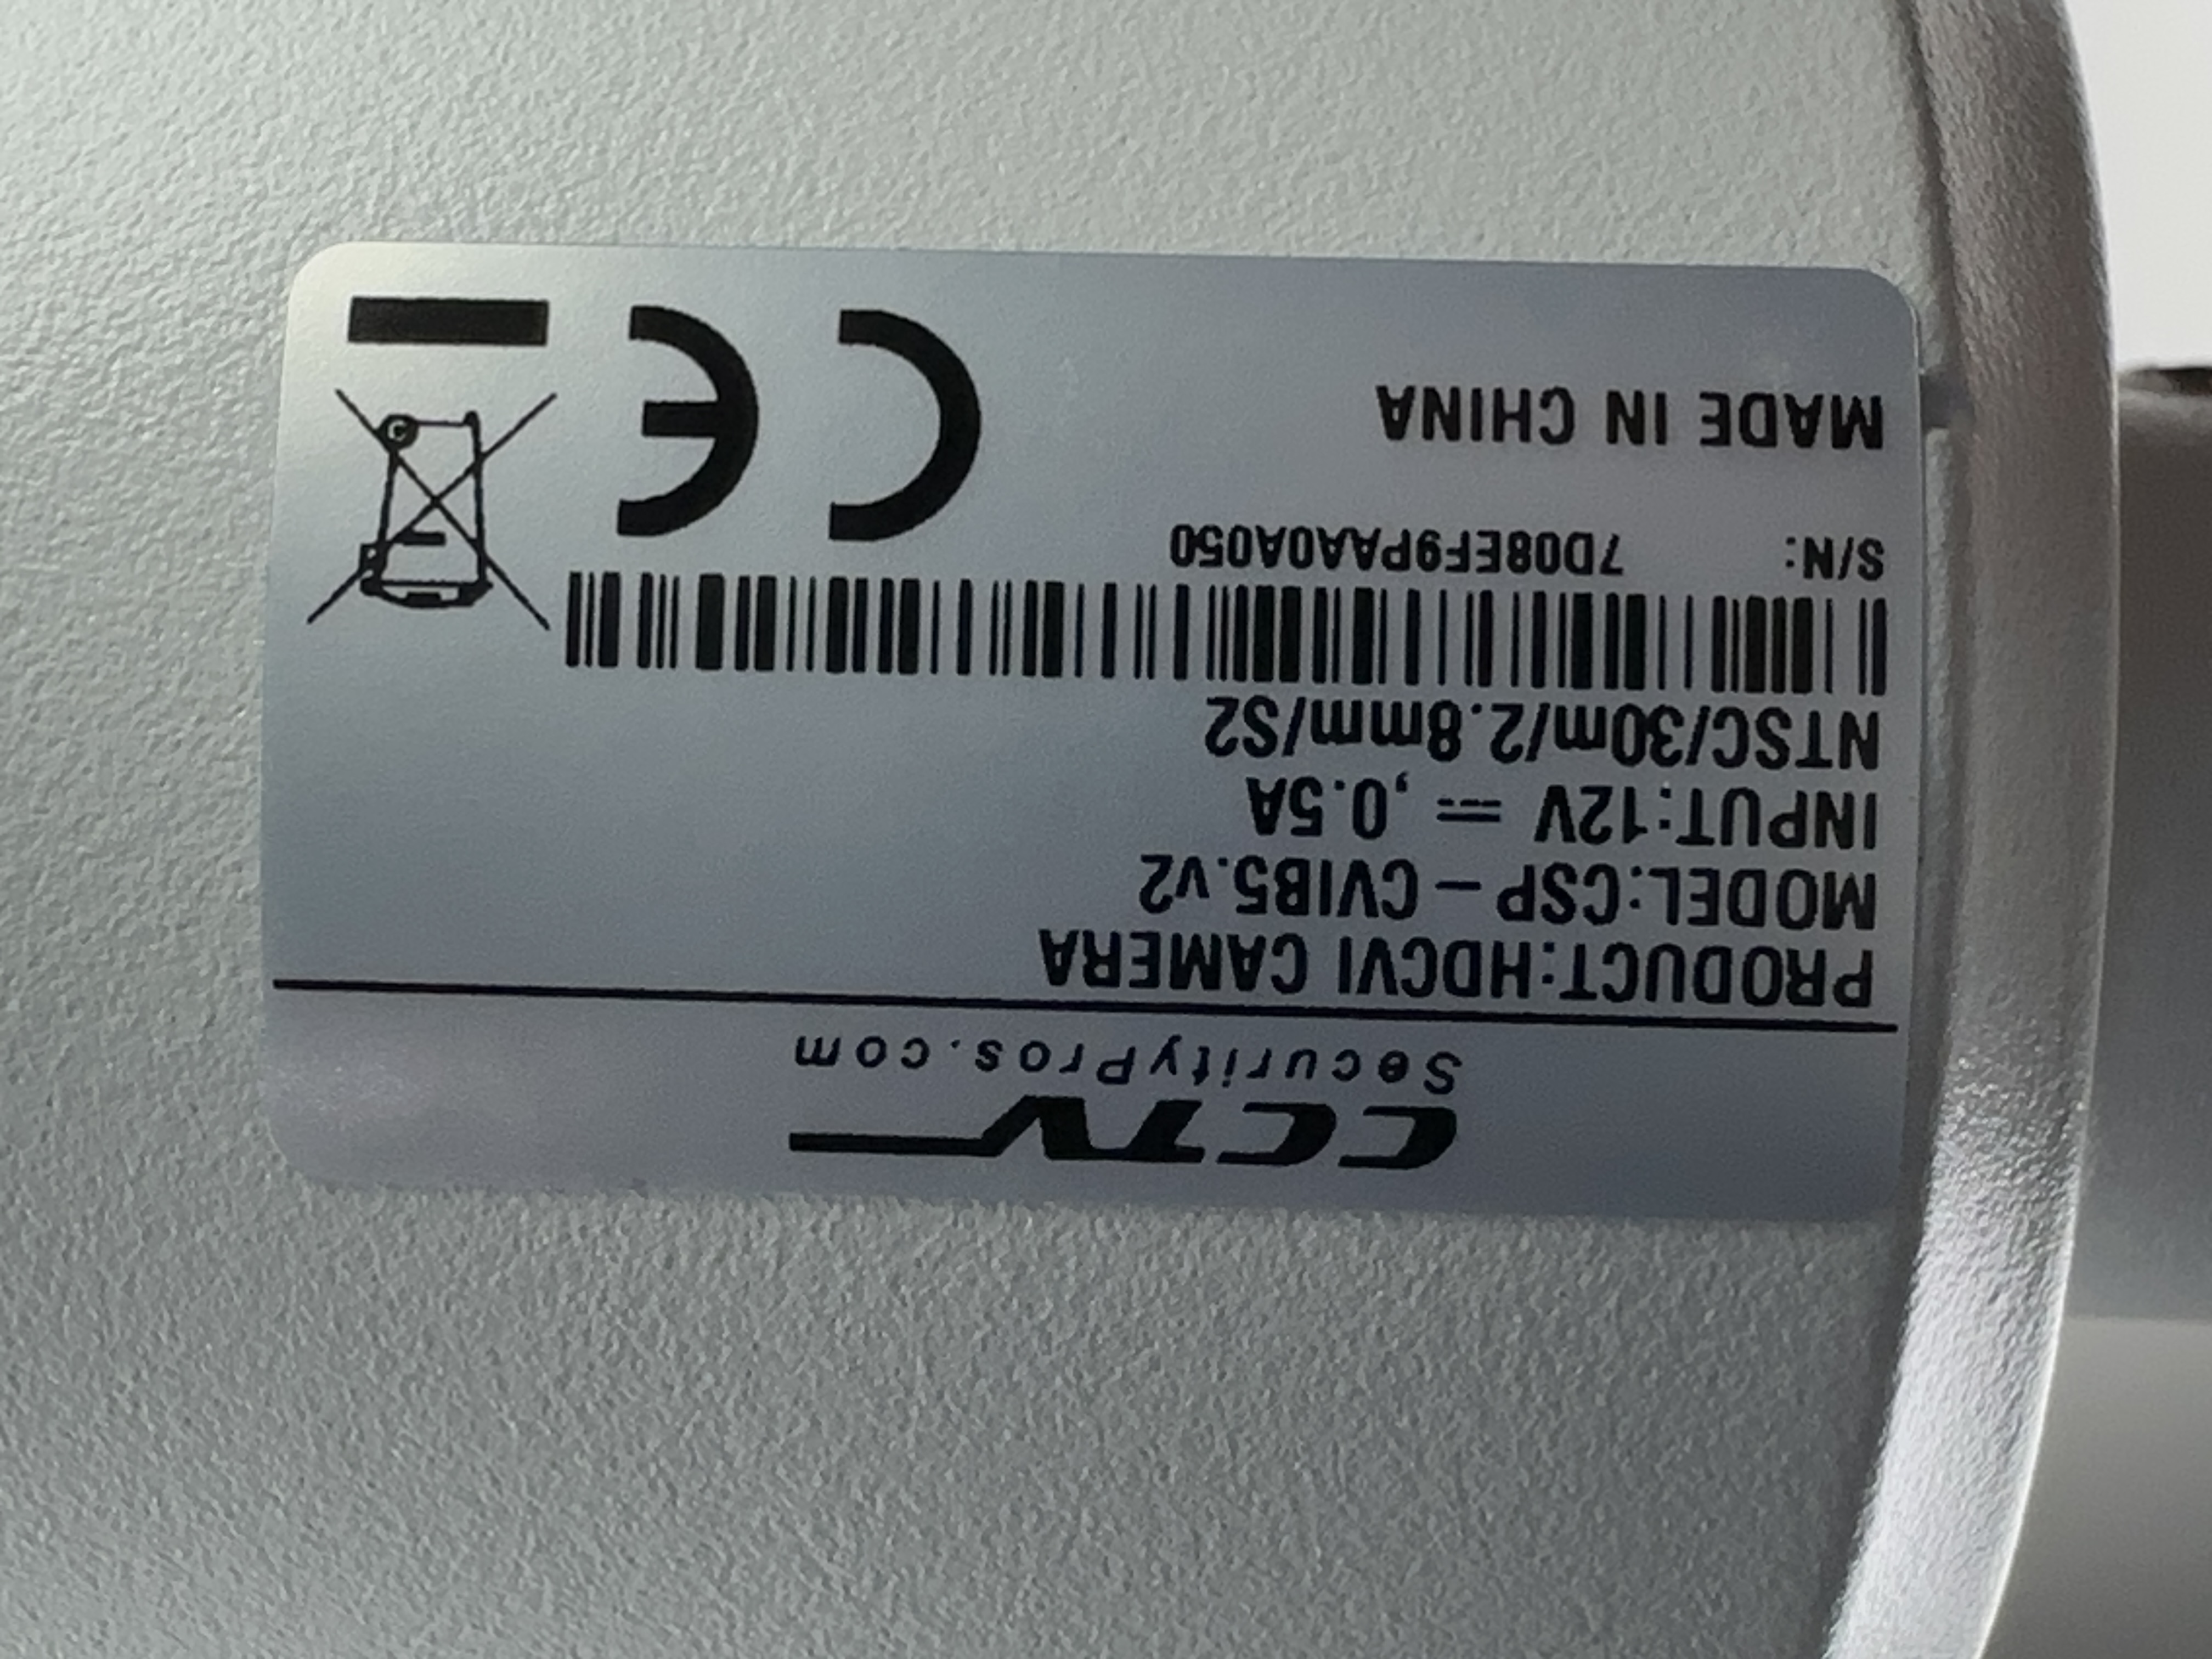 CCTV
SecurityPros.com
PRODUCT:HDCVI CAMERA
MODEL:CSP-CVIB5.v2
INPUT:12V ⎓ ,0.5A
NTSC/30m/2.8mm/S2
S/N: 7D08EF9PAA0A050
MADE IN CHINA
CE